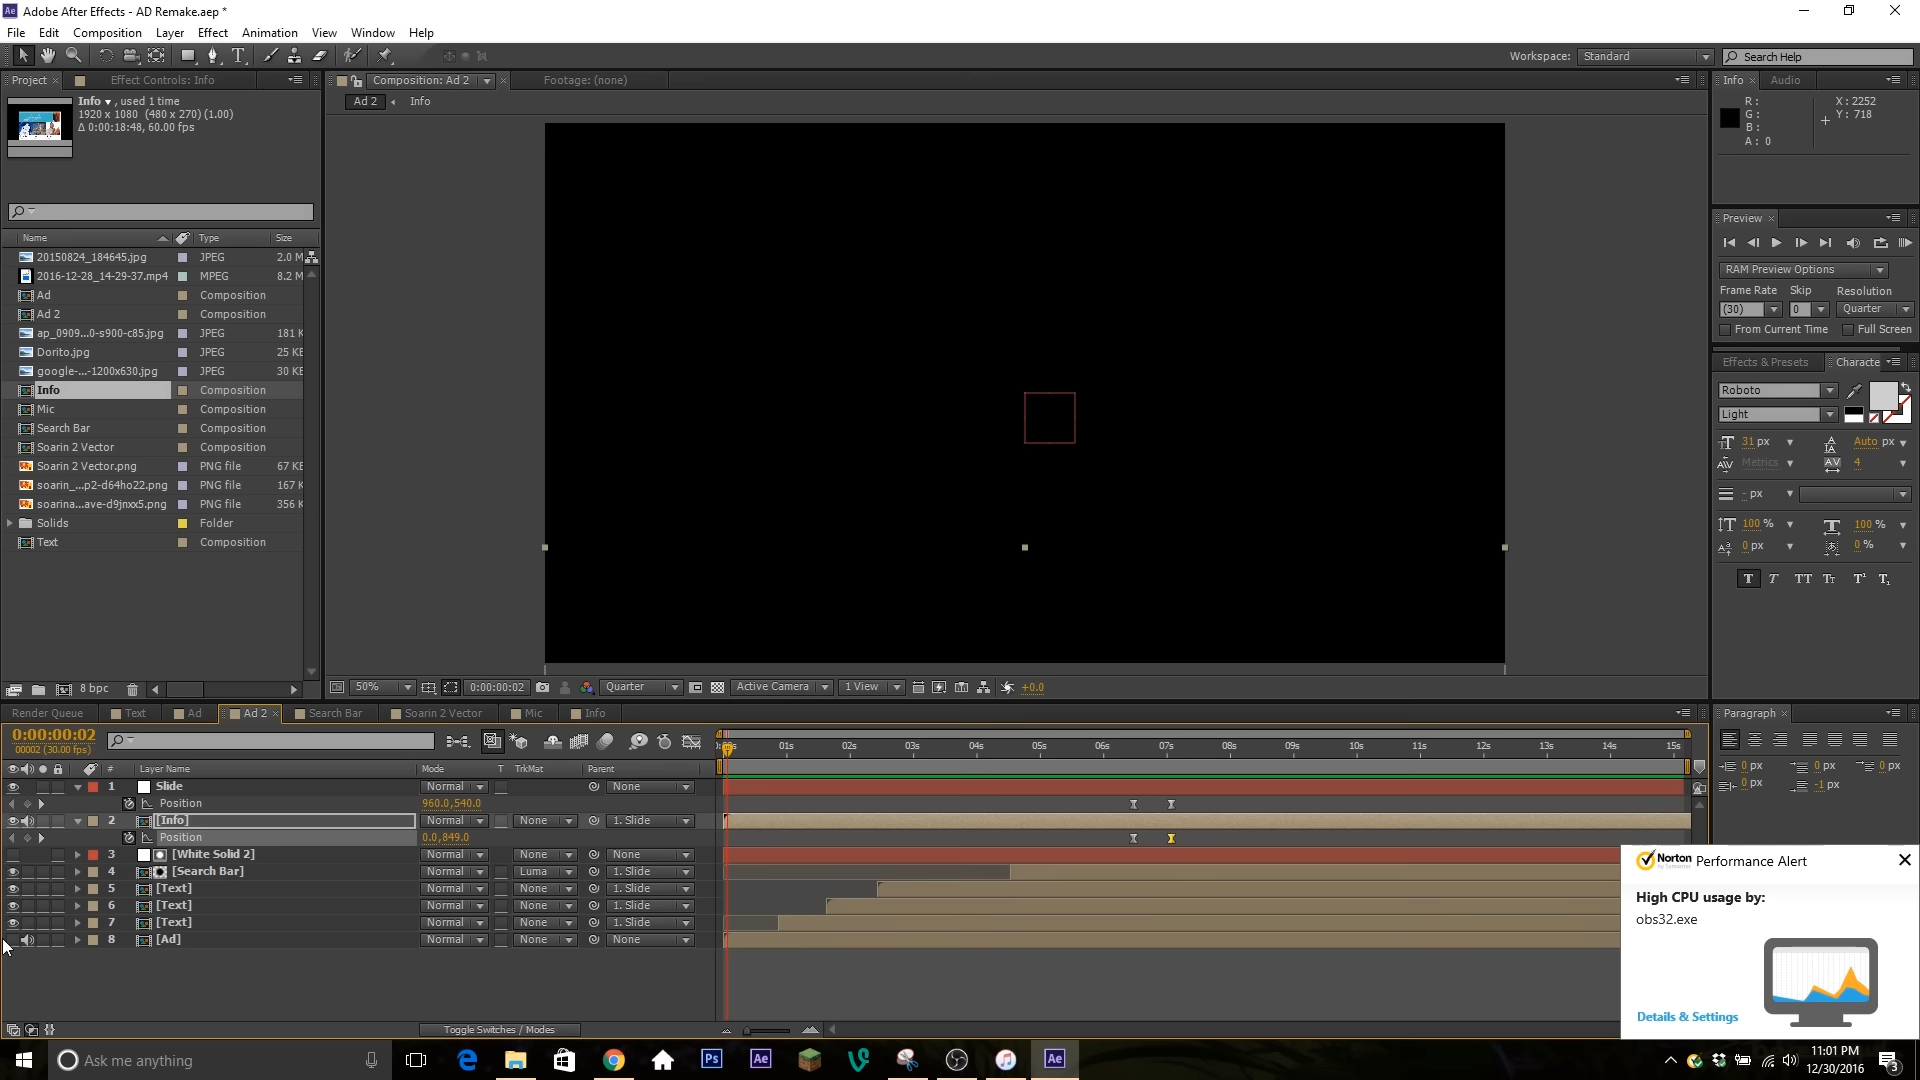 Adobe After Effects - AD Remake.aep *
File Edit Composition Layer Effect Animation View Window Help
Workspace: Standard Search Help
Project Effect Controls: Info Composition: Ad 2 Footage: (none) Info Audio
Ad 2 Info
Info , used 1 time
1920 x 1080 (480 x 270) (1.00)
Δ 0:00:18:48, 60.00 fps
R :
G :
B :
A : 0
X : 2252
Y : 718
Name Type Size
20150824_184645.jpg JPEG 2.0 M
2016-12-28_14-29-37.mp4 MPEG 8.2 M
Ad Composition
Ad 2 Composition
ap_0909...0-s900-c85.jpg JPEG 181 K
Dorito.jpg JPEG 25 KE
google-...-1200x630.jpg JPEG 30 KE
Info Composition
Mic Composition
Search Bar Composition
Soarin 2 Vector Composition
Soarin 2 Vector.png PNG file 67 KE
soarin_...p2-d64ho22.png PNG file 167 K
soarina...ave-d9jnxx5.png PNG file 356 K
Solids Folder
Text Composition
8 bpc
50% 0:00:00:02 Quarter Active Camera 1 View +0.0
Preview
RAM Preview Options
Frame Rate Skip Resolution
(30) 0 Quarter
From Current Time Full Screen
Effects & Presets Characte
Roboto
Light
31 px Auto px
Metrics 4
- px
100 % 100 %
0 px 0 %
T T TT Tt T¹ T₁
Render Queue Text Ad Ad 2 Search Bar Soarin 2 Vector Mic Info
0:00:00:02
00002 (30.00 fps)
01s 02s 03s 04s 05s 06s 07s 08s 09s 10s 11s 12s 13s 14s 15s
# Layer Name Mode T TrkMat Parent
1 Slide Normal None
Position 960.0,540.0
2 [Info] Normal None 1. Slide
Position 0.0,849.0
3 [White Solid 2] Normal None None
4 [Search Bar] Normal Luma 1. Slide
5 [Text] Normal None 1. Slide
6 [Text] Normal None 1. Slide
7 [Text] Normal None 1. Slide
8 [Ad] Normal None None
Toggle Switches / Modes
Paragraph
0 px 0 px 0 px
0 px -1 px
Norton Performance Alert
by Symantec
High CPU usage by:
obs32.exe
Details & Settings
Ask me anything
Ps Ae Ae
11:01 PM
12/30/2016
3